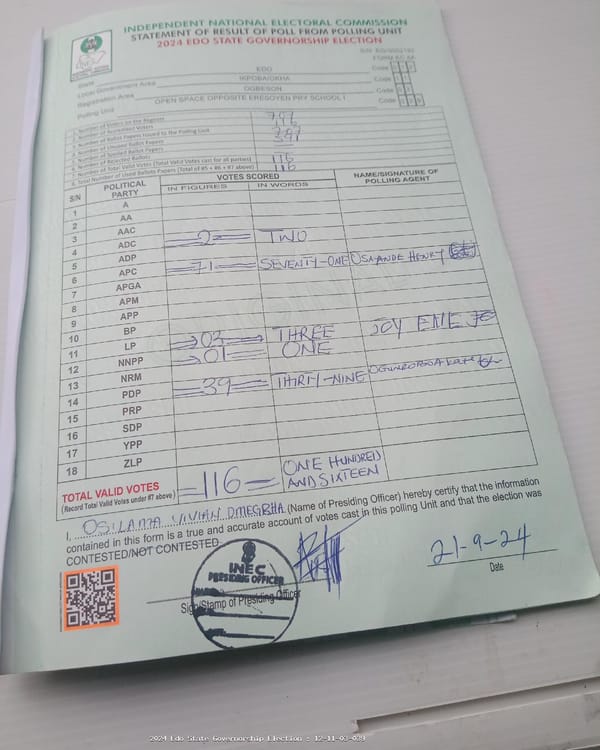 INDEPENDENT NATIONAL ELECTORAL COMMISSION
STATEMENT OF RESULT OF POLL FROM POLLING UNIT
2024 EDO STATE GOVERNORSHIP ELECTION
State EDO Code
Local Government Area IKPOBA/OKHA Code
Registration Area OGBESON Code
Polling Unit OPEN SPACE OPPOSITE ERESOYEN PRY SCHOOL I Code
1. Number of Voters on the Register
2. Number of Accredited Voters
3. Number of Ballot Papers Issued to the Polling Unit
4. Number of Unused Ballot Papers
5. Number of Spoiled Ballot Papers
6. Number of Rejected Ballots
7. Number of Total Valid Votes (Total Valid Votes cast for all parties) 116
8. Total Number of Used Ballots Papers (Total of #5 + #6 + #7 above) 116
S/N POLITICAL PARTY VOTES SCORED NAME/SIGNATURE OF POLLING AGENT
IN FIGURES IN WORDS
1 A
2 AA
3 AAC
4 ADC 2 TWO
5 ADP
6 APC 71 SEVENTY-ONE OSAYANDE HENRY
7 APGA
8 APM
9 APP
10 BP
11 LP 03 THREE JOY EHE
12 NNPP 01 ONE
13 NRM
14 PDP 39 THIRTY-NINE
15 PRP
16 SDP
17 YPP
18 ZLP
TOTAL VALID VOTES =116= ONE HUNDRED AND SIXTEEN
(Record Total Valid Votes under #7 above)
I, VIVIAN (Name of Presiding Officer) hereby certify that the information
contained in this form is a true and accurate account of votes cast in this polling Unit and that the election was
CONTESTED/NOT CONTESTED.
INEC
PRESIDING OFFICER
21-9-24
Sign/Stamp of Presiding Officer
Date
2024 Edo State Governorship Election : 12-11-03-039